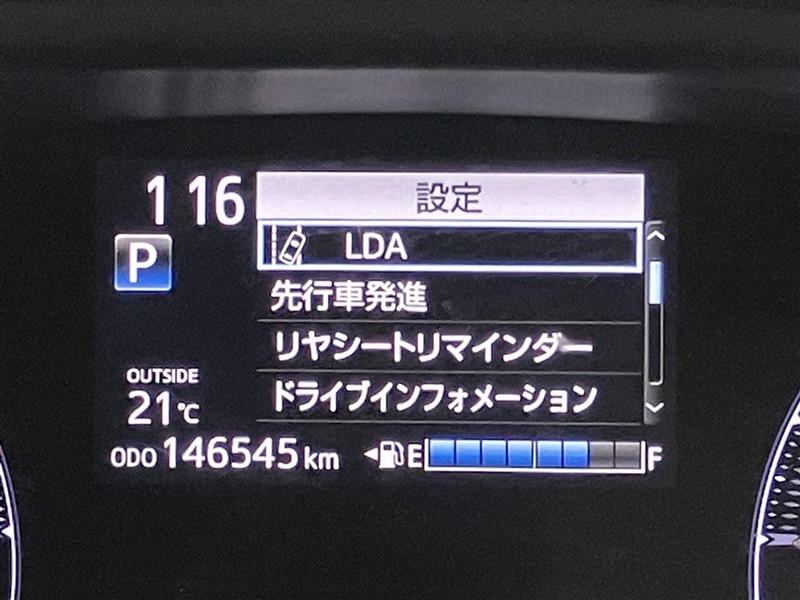 1 16
設定
P
LDA
先行車発進
リヤシートリマインダー
ドライブインフォメーション
OUTSIDE
21℃
ODO 146545 km
E F